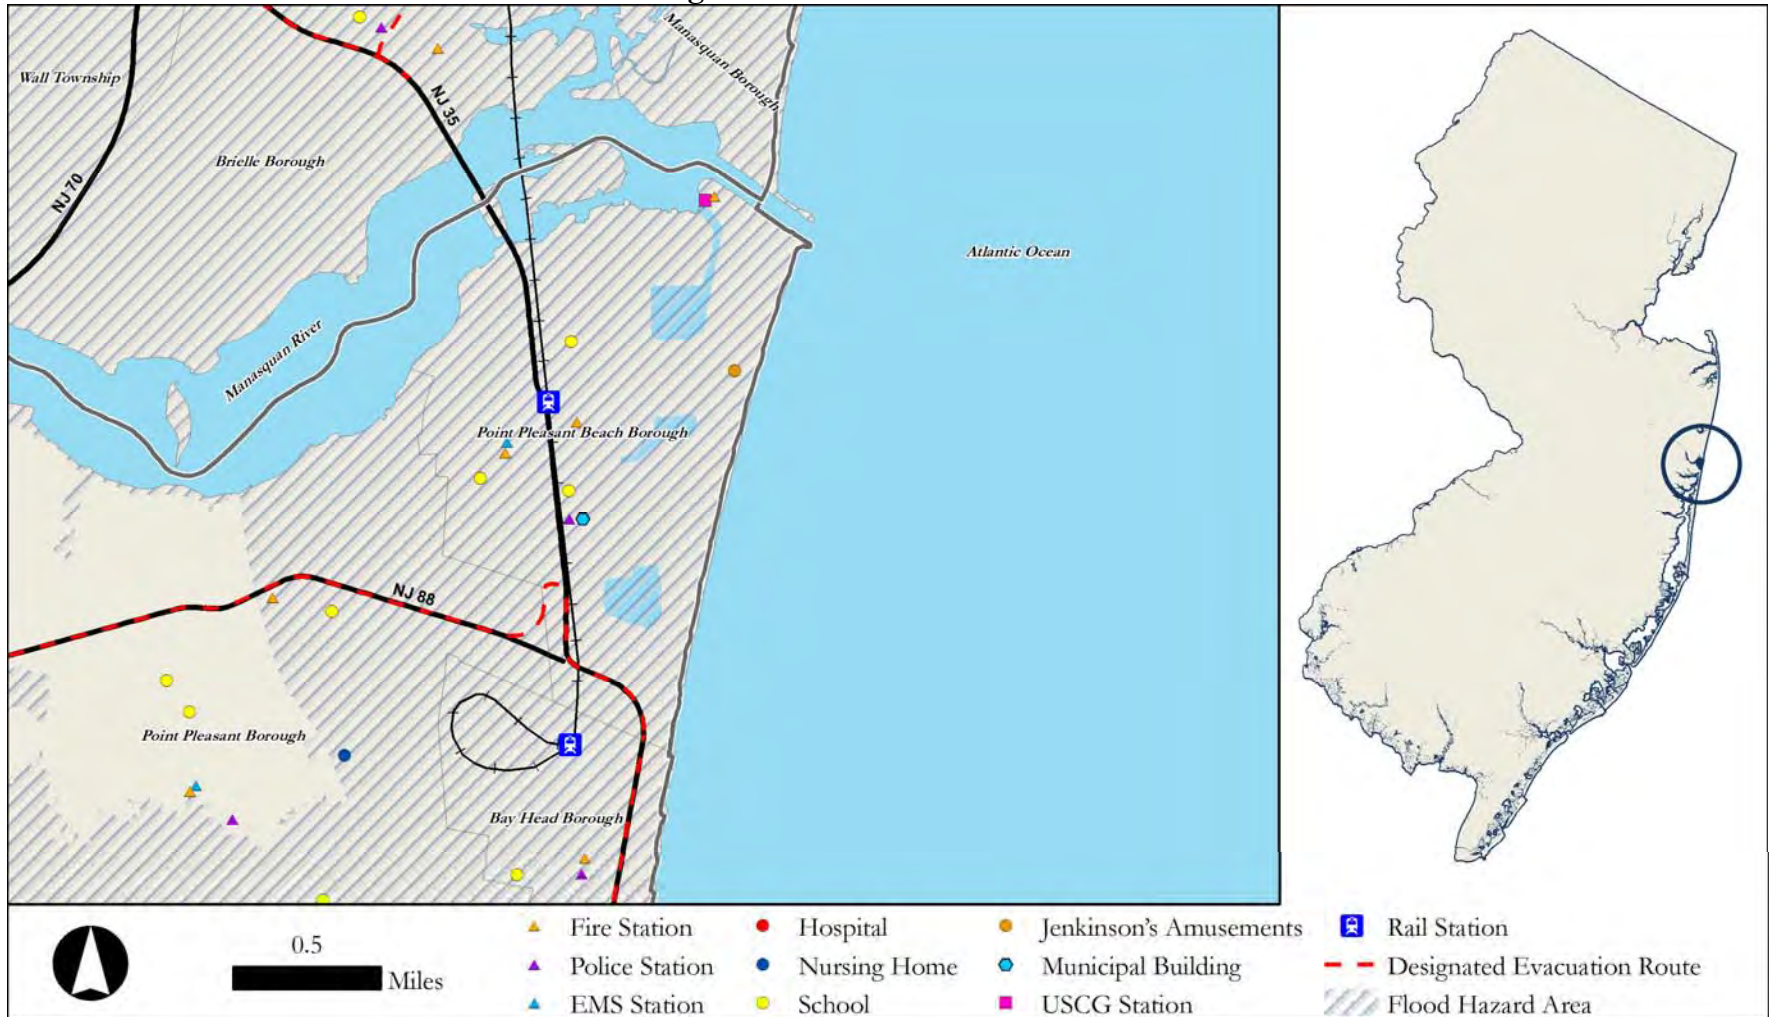 Manasquan Borough
Wall Township
NJ 35
Brielle Borough
NJ 70
Atlantic Ocean
Manasquan River
Point Pleasant Beach Borough
NJ 88
Point Pleasant Borough
Bay Head Borough
0.5
Miles
Fire Station
Hospital
Jenkinson's Amusements
Rail Station
Police Station
Nursing Home
Municipal Building
Designated Evacuation Route
EMS Station
School
USCG Station
Flood Hazard Area